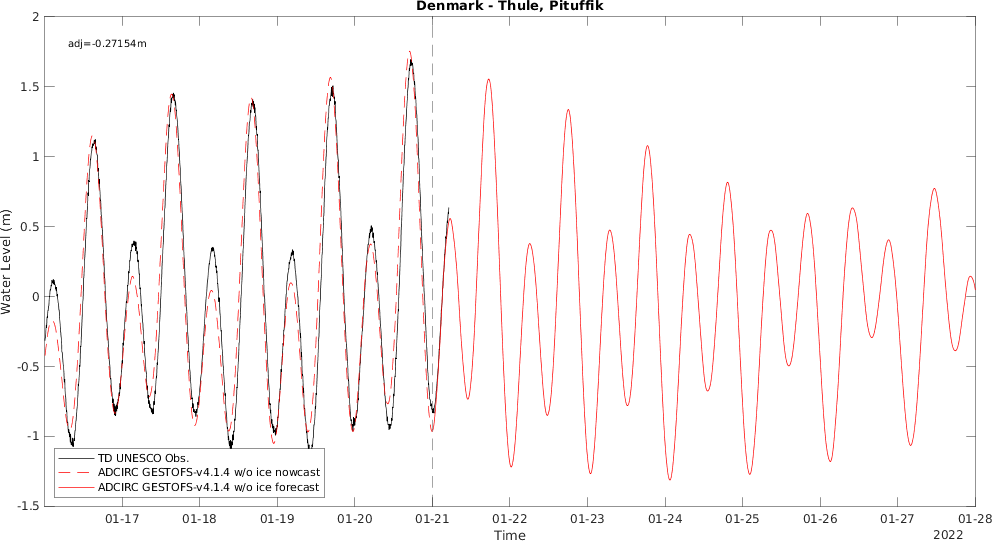 Denmark - Thule, Pituffik
adj=-0.27154m
2
1.5
1
0.5
0
-0.5
-1
-1.5
Water Level (m)
TD UNESCO Obs.
ADCIRC GESTOFS-v4.1.4 w/o ice nowcast
ADCIRC GESTOFS-v4.1.4 w/o ice forecast
01-17 01-18 01-19 01-20 01-21 01-22 01-23 01-24 01-25 01-26 01-27 01-28
Time
2022